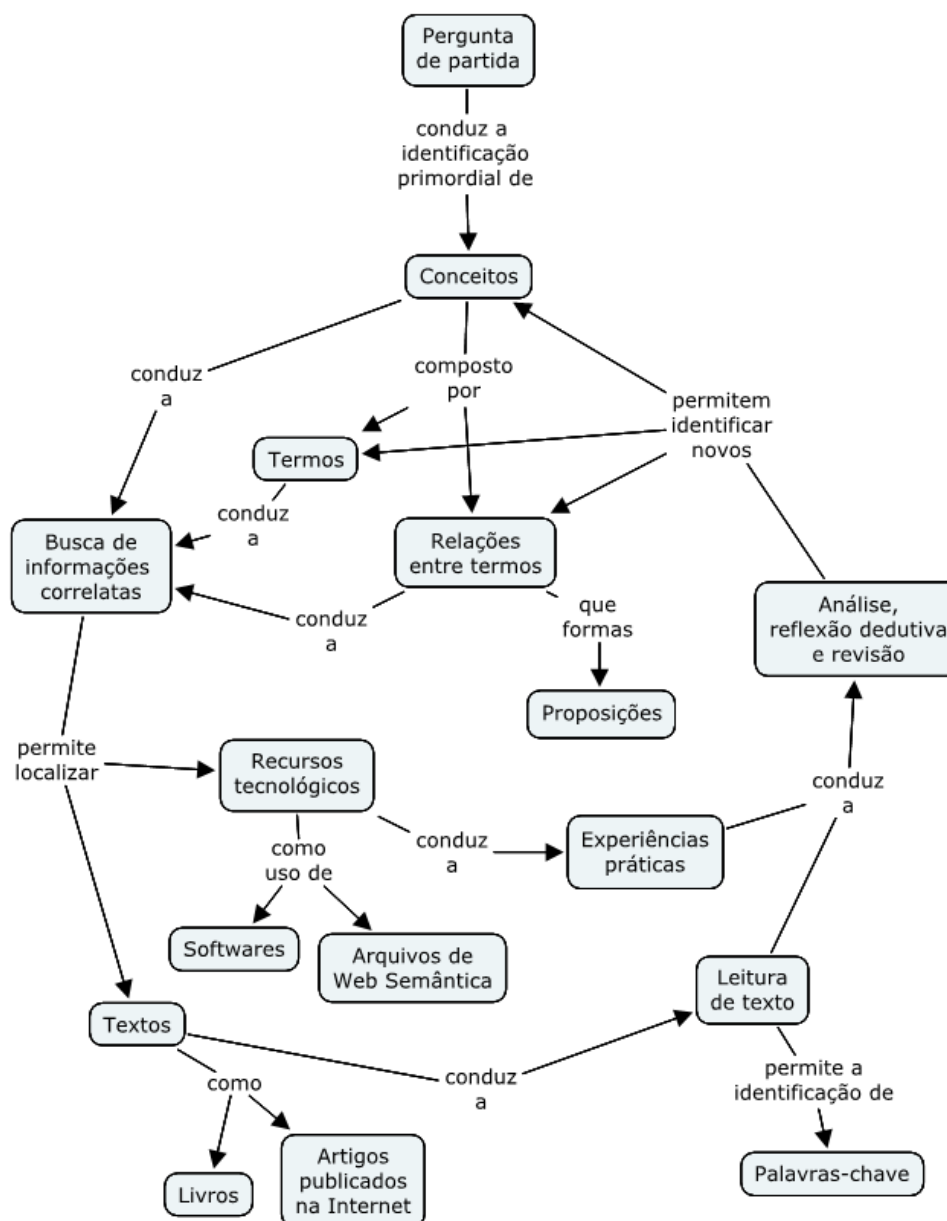 Pergunta
de partida
conduz a
identificação
primordial de
Conceitos
conduz
a
composto
por
permitem
identificar
novos
Termos
conduz
a
Busca de
informações
correlatas
Relações
entre termos
conduz
a
que
formas
Análise,
reflexão dedutiva
e revisão
Proposições
permite
localizar
Recursos
tecnológicos
conduz
a
como
uso de
conduz
a
Experiências
práticas
Softwares
Arquivos de
Web Semântica
Leitura
de texto
Textos
como
conduz
a
permite a
identificação de
Livros
Artigos
publicados
na Internet
Palavras-chave